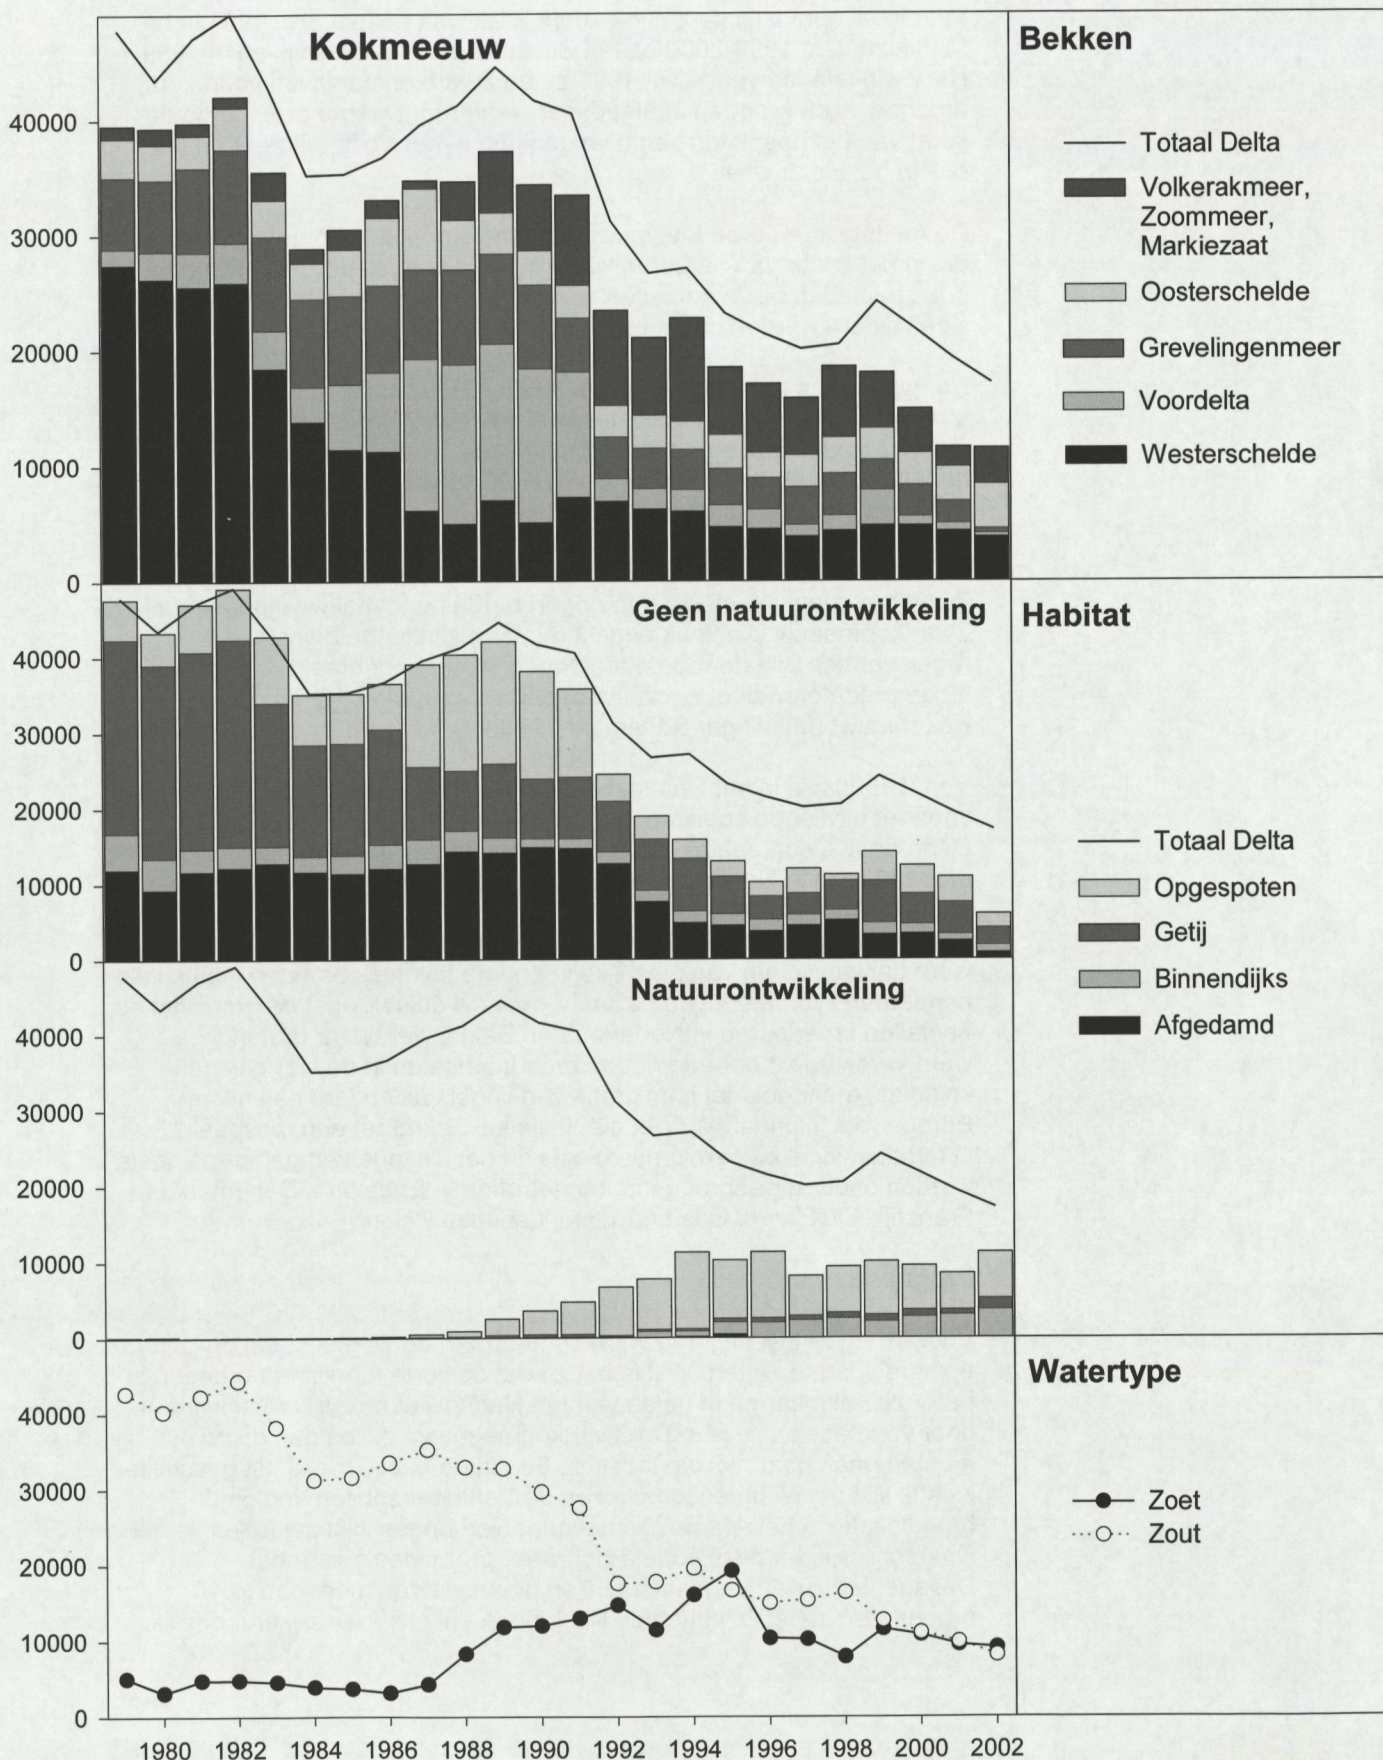 Kokmeeuw
40000
30000
20000
10000
0
Bekken
Totaal Delta
Volkerakmeer,
Zoommeer,
Markiezaat
Oosterschelde
Grevelingenmeer
Voordelta
Westerschelde
Geen natuurontwikkeling
40000
30000
20000
10000
0
Habitat
Totaal Delta
Opgespoten
Getij
Binnendijks
Afgedamd
Natuurontwikkeling
40000
30000
20000
10000
0
Watertype
40000
30000
20000
10000
0
Zoet
Zout
1980 1982 1984 1986 1988 1990 1992 1994 1996 1998 2000 2002